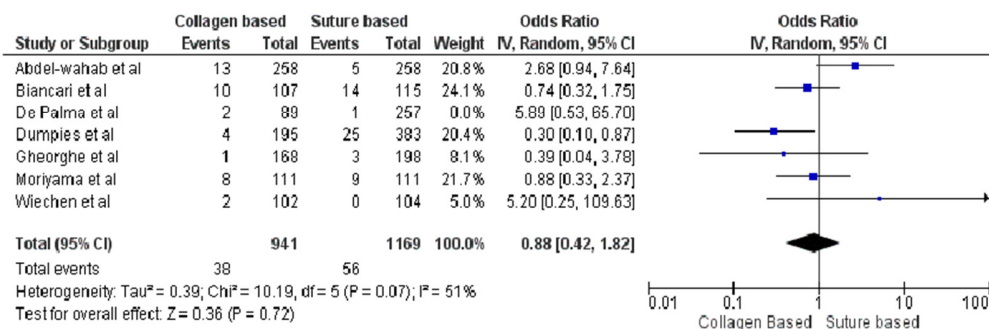 Collagen based Suture based Odds Ratio Odds Ratio
Study or Subgroup Events Total Events Total Weight IV, Random, 95% CI IV, Random, 95% CI
Abdel-wahab et al 13 258 5 258 20.8% 2.68 [0.94, 7.64]
Biancari et al 10 107 14 115 24.1% 0.74 [0.32, 1.75]
De Palma et al 2 89 1 257 0.0% 5.89 [0.53, 65.70]
Dumpies et al 4 195 25 383 20.4% 0.30 [0.10, 0.87]
Gheorghe et al 1 168 3 198 8.1% 0.39 [0.04, 3.78]
Moriyama et al 8 111 9 111 21.7% 0.88 [0.33, 2.37]
Wiechen et al 2 102 0 104 5.0% 5.20 [0.25, 109.63]
Total (95% CI) 941 1169 100.0% 0.88 [0.42, 1.82]
Total events 38 56
Heterogeneity: Tau² = 0.39; Chi² = 10.19, df = 5 (P = 0.07); I² = 51%
Test for overall effect: Z = 0.36 (P = 0.72)
0.01 0.1 1 10 100
Collagen Based Suture based